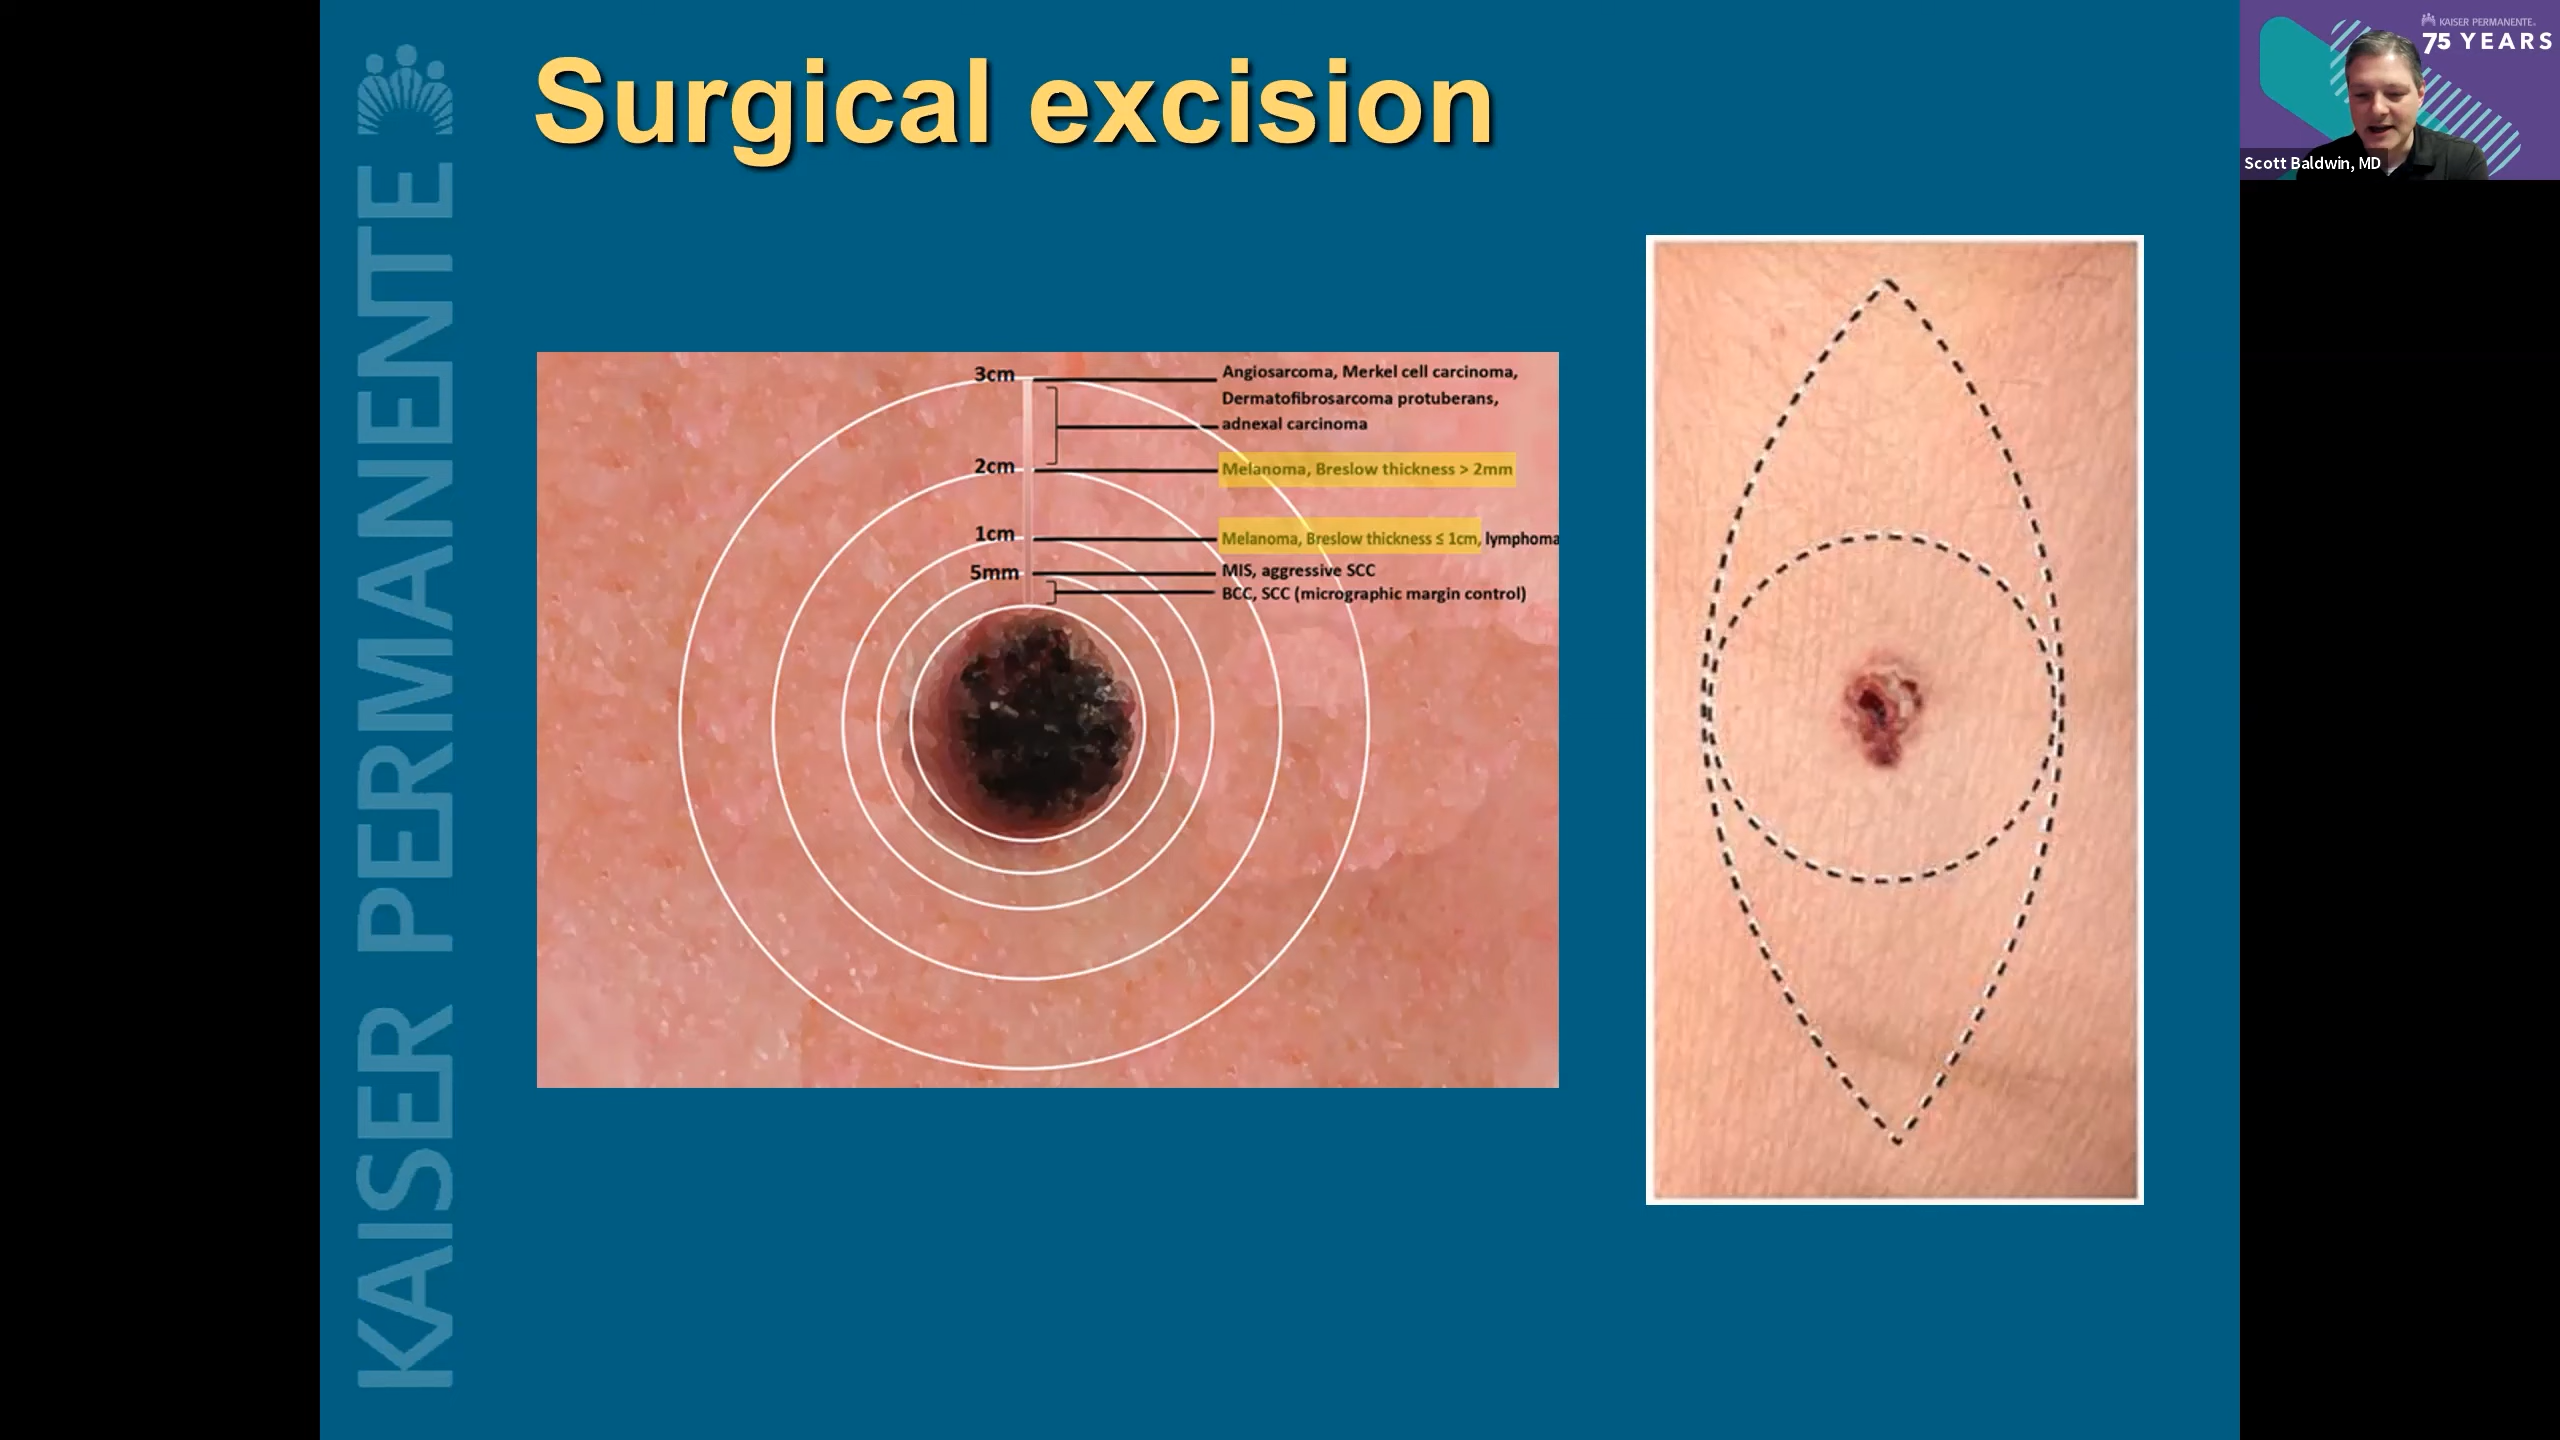 KAISER PERMANENTE
Surgical excision
3cm
Angiosarcoma, Merkel cell carcinoma,
Dermatofibrosarcoma protuberans,
adnexal carcinoma
2cm
Melanoma, Breslow thickness > 2mm
1cm
Melanoma, Breslow thickness ≤ 1cm, lymphoma
5mm
MIS, aggressive SCC
BCC, SCC (micrographic margin control)
KAISER PERMANENTE.
75 YEARS
Scott Baldwin, MD